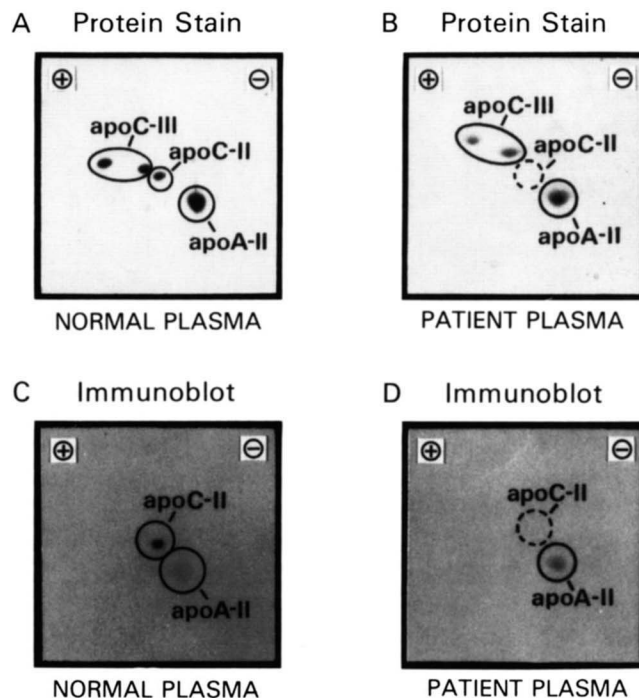 A Protein Stain
⊕ ⊖
apoC-III
apoC-II
apoA-II
NORMAL PLASMA
B Protein Stain
⊕ ⊖
apoC-III
apoC-II
apoA-II
PATIENT PLASMA
C Immunoblot
⊕ ⊖
apoC-II
apoA-II
NORMAL PLASMA
D Immunoblot
⊕ ⊖
apoC-II
apoA-II
PATIENT PLASMA